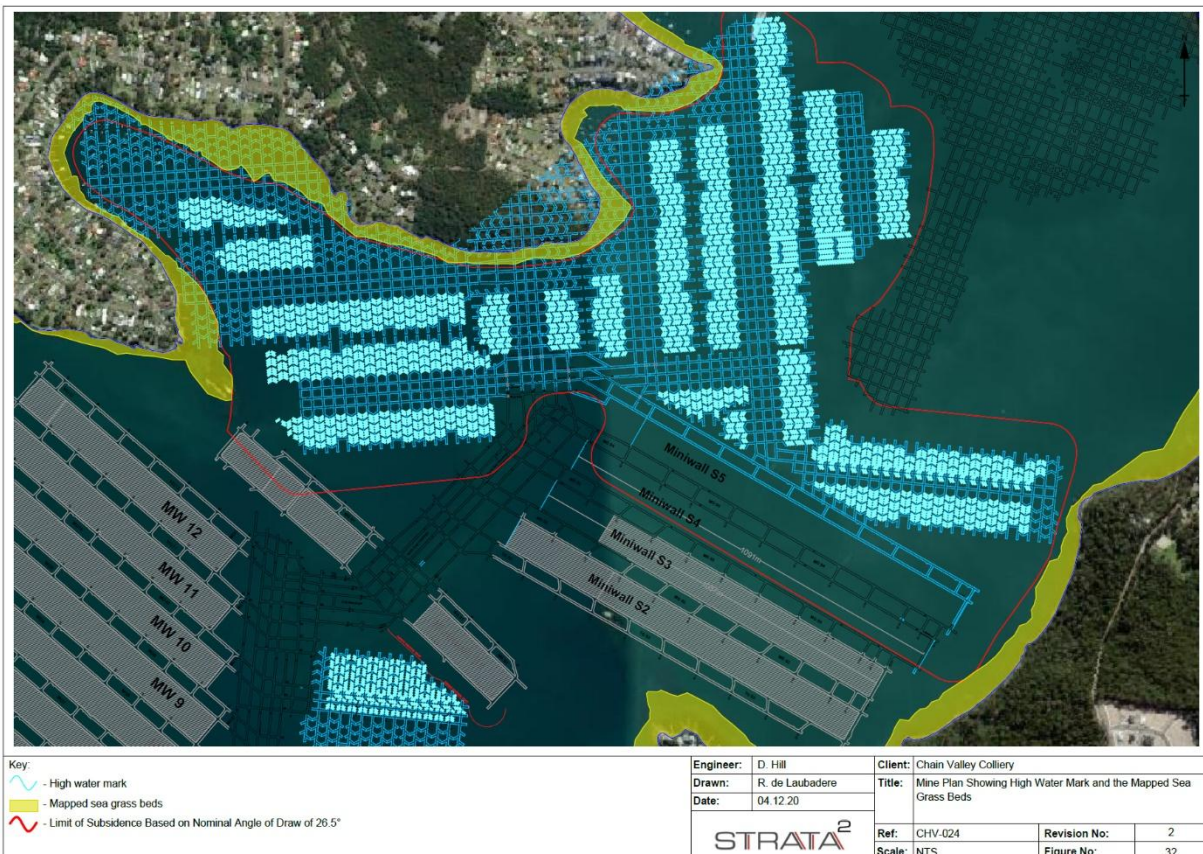 Miniwall S5
Miniwall S4
1091m
Miniwall S3
Miniwall S2
MW 12
MW 11
MW 10
MW 9
Key:
- High water mark
- Mapped sea grass beds
- Limit of Subsidence Based on Nominal Angle of Draw of 26.5°
Engineer: D. Hill
Drawn: R. de Laubadere
Date: 04.12.20
STRATA2
Client: Chain Valley Colliery
Title: Mine Plan Showing High Water Mark and the Mapped Sea
Grass Beds
Ref: CHV-024 Revision No: 2
Scale: NTS Figure No: 32